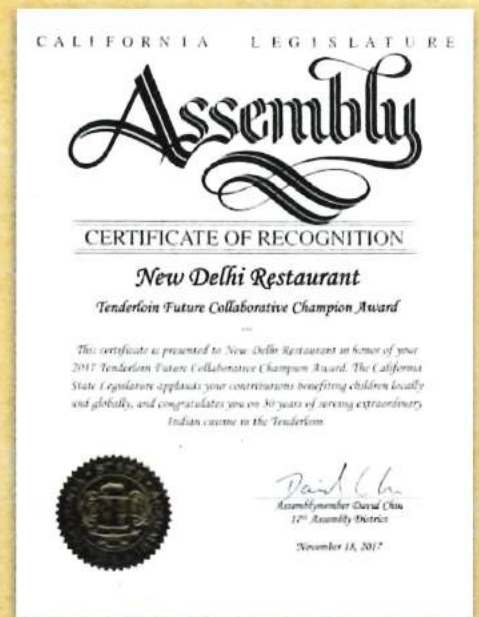 CALIFORNIA LEGISLATURE
Assembly
CERTIFICATE OF RECOGNITION
New Delhi Restaurant
Tenderloin Future Collaborative Champion Award
This certificate is presented to New Delhi Restaurant in honor of your
2017 Tenderloin Future Collaborative Champion Award. The California
State Legislature applauds your contributions benefiting children locally
and globally, and congratulates you on 30 years of serving extraordinary
Indian cuisine in the Tenderloin
David Chiu
Assemblymember David Chiu
17th Assembly District
November 18, 2017